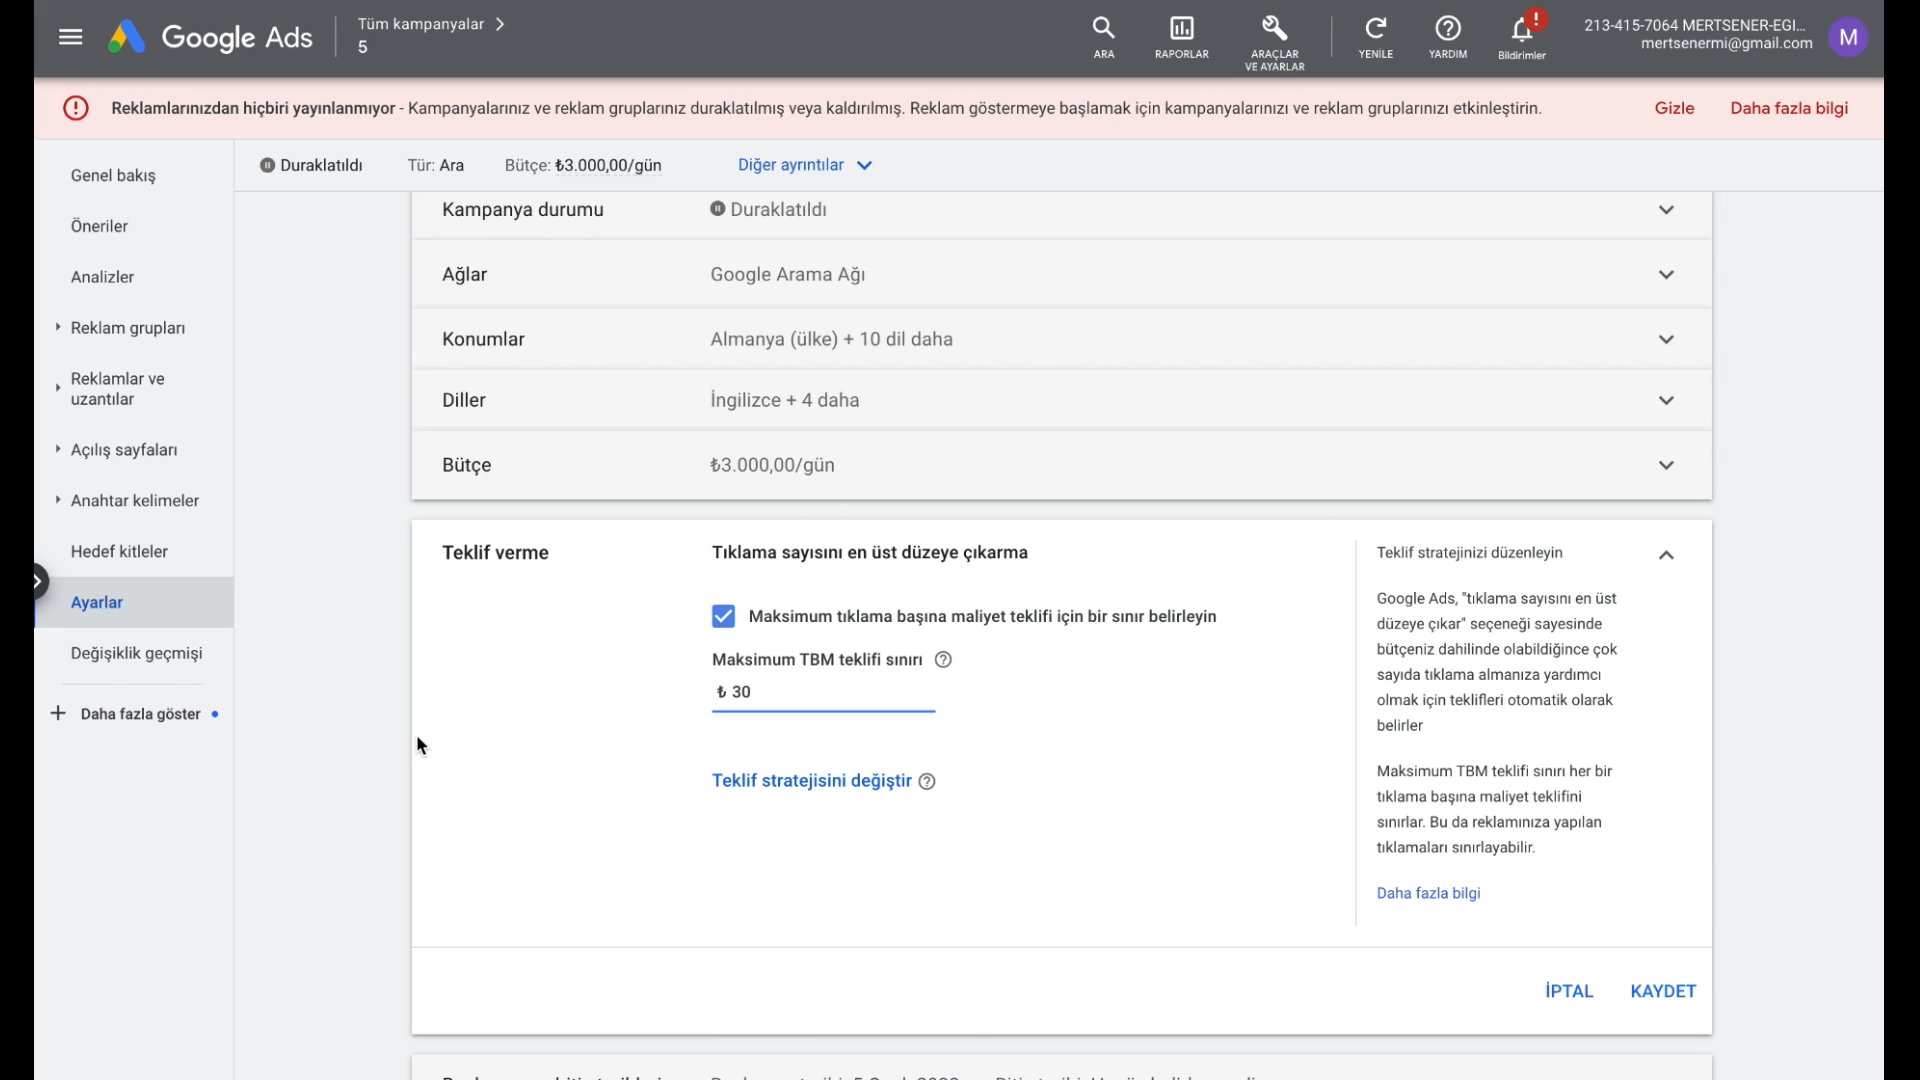 Google Ads
Tüm kampanyalar
5
ARA
RAPORLAR
ARAÇLAR
VE AYARLAR
YENİLE
YARDIM
!
Bildirimler
213-415-7064 MERTSENER-EGI...
mertsenermi@gmail.com
M
Reklamlarınızdan hiçbiri yayınlanmıyor - Kampanyalarınız ve reklam gruplarınız duraklatılmış veya kaldırılmış. Reklam göstermeye başlamak için kampanyalarınızı ve reklam gruplarınızı etkinleştirin.
Gizle
Daha fazla bilgi
Duraklatıldı
Tür: Ara
Bütçe: ₺3.000,00/gün
Diğer ayrıntılar
Genel bakış
Öneriler
Analizler
Reklam grupları
Reklamlar ve
uzantılar
Açılış sayfaları
Anahtar kelimeler
Hedef kitleler
Ayarlar
Değişiklik geçmişi
+ Daha fazla göster
Kampanya durumu
Duraklatıldı
Ağlar
Google Arama Ağı
Konumlar
Almanya (ülke) + 10 dil daha
Diller
İngilizce + 4 daha
Bütçe
₺3.000,00/gün
Teklif verme
Tıklama sayısını en üst düzeye çıkarma
Maksimum tıklama başına maliyet teklifi için bir sınır belirleyin
Maksimum TBM teklifi sınırı
₺ 30
Teklif stratejisini değiştir
Teklif stratejinizi düzenleyin
Google Ads, "tıklama sayısını en üst
düzeye çıkar" seçeneği sayesinde
bütçeniz dahilinde olabildiğince çok
sayıda tıklama almanıza yardımcı
olmak için teklifleri otomatik olarak
belirler
Maksimum TBM teklifi sınırı her bir
tıklama başına maliyet teklifini
sınırlar. Bu da reklamınıza yapılan
tıklamaları sınırlayabilir.
Daha fazla bilgi
İPTAL
KAYDET